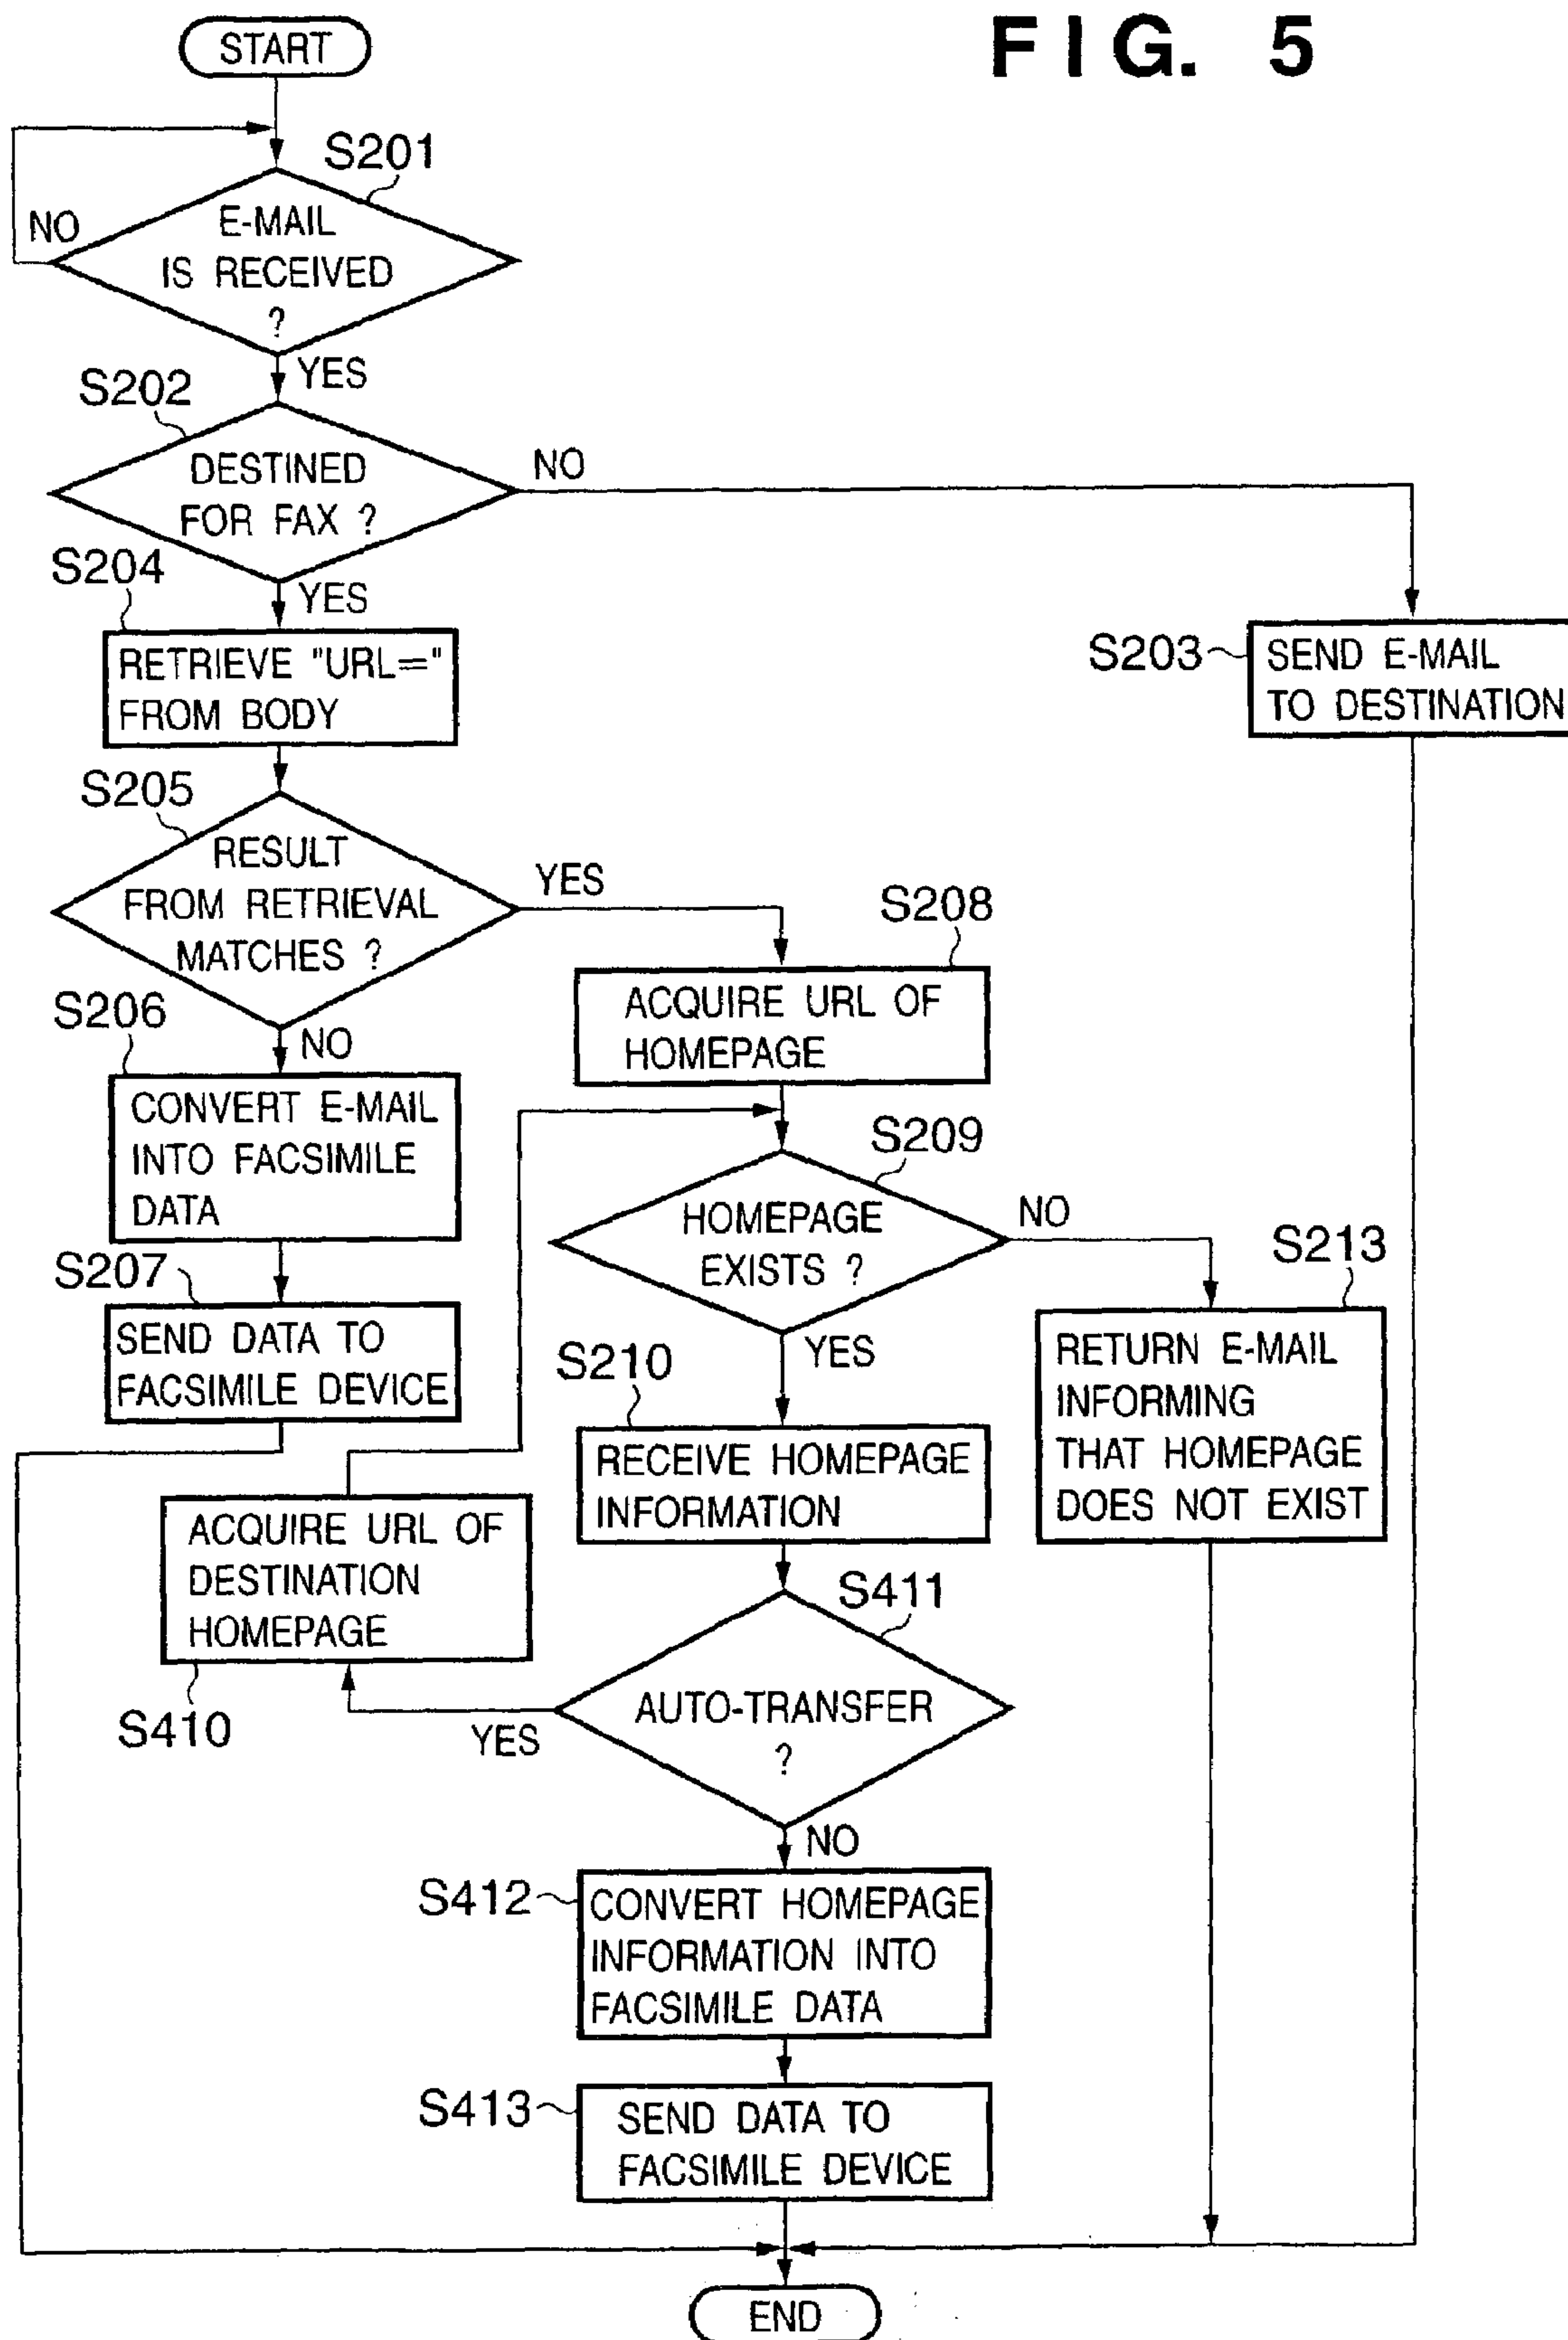 FIG. 5
START
S201
NO
E-MAIL
IS RECEIVED
?
YES
S202
DESTINED
FOR FAX ?
NO
YES
S203
SEND E-MAIL
TO DESTINATION
S204
RETRIEVE "URL="
FROM BODY
S205
RESULT
FROM RETRIEVAL
MATCHES ?
YES
NO
S206
CONVERT E-MAIL
INTO FACSIMILE
DATA
S207
SEND DATA TO
FACSIMILE DEVICE
S208
ACQUIRE URL OF
HOMEPAGE
S209
HOMEPAGE
EXISTS ?
NO
YES
S213
RETURN E-MAIL
INFORMING
THAT HOMEPAGE
DOES NOT EXIST
S210
RECEIVE HOMEPAGE
INFORMATION
S411
AUTO-TRANSFER
?
YES
NO
ACQUIRE URL OF
DESTINATION
HOMEPAGE
S410
S412
CONVERT HOMEPAGE
INFORMATION INTO
FACSIMILE DATA
S413
SEND DATA TO
FACSIMILE DEVICE
END